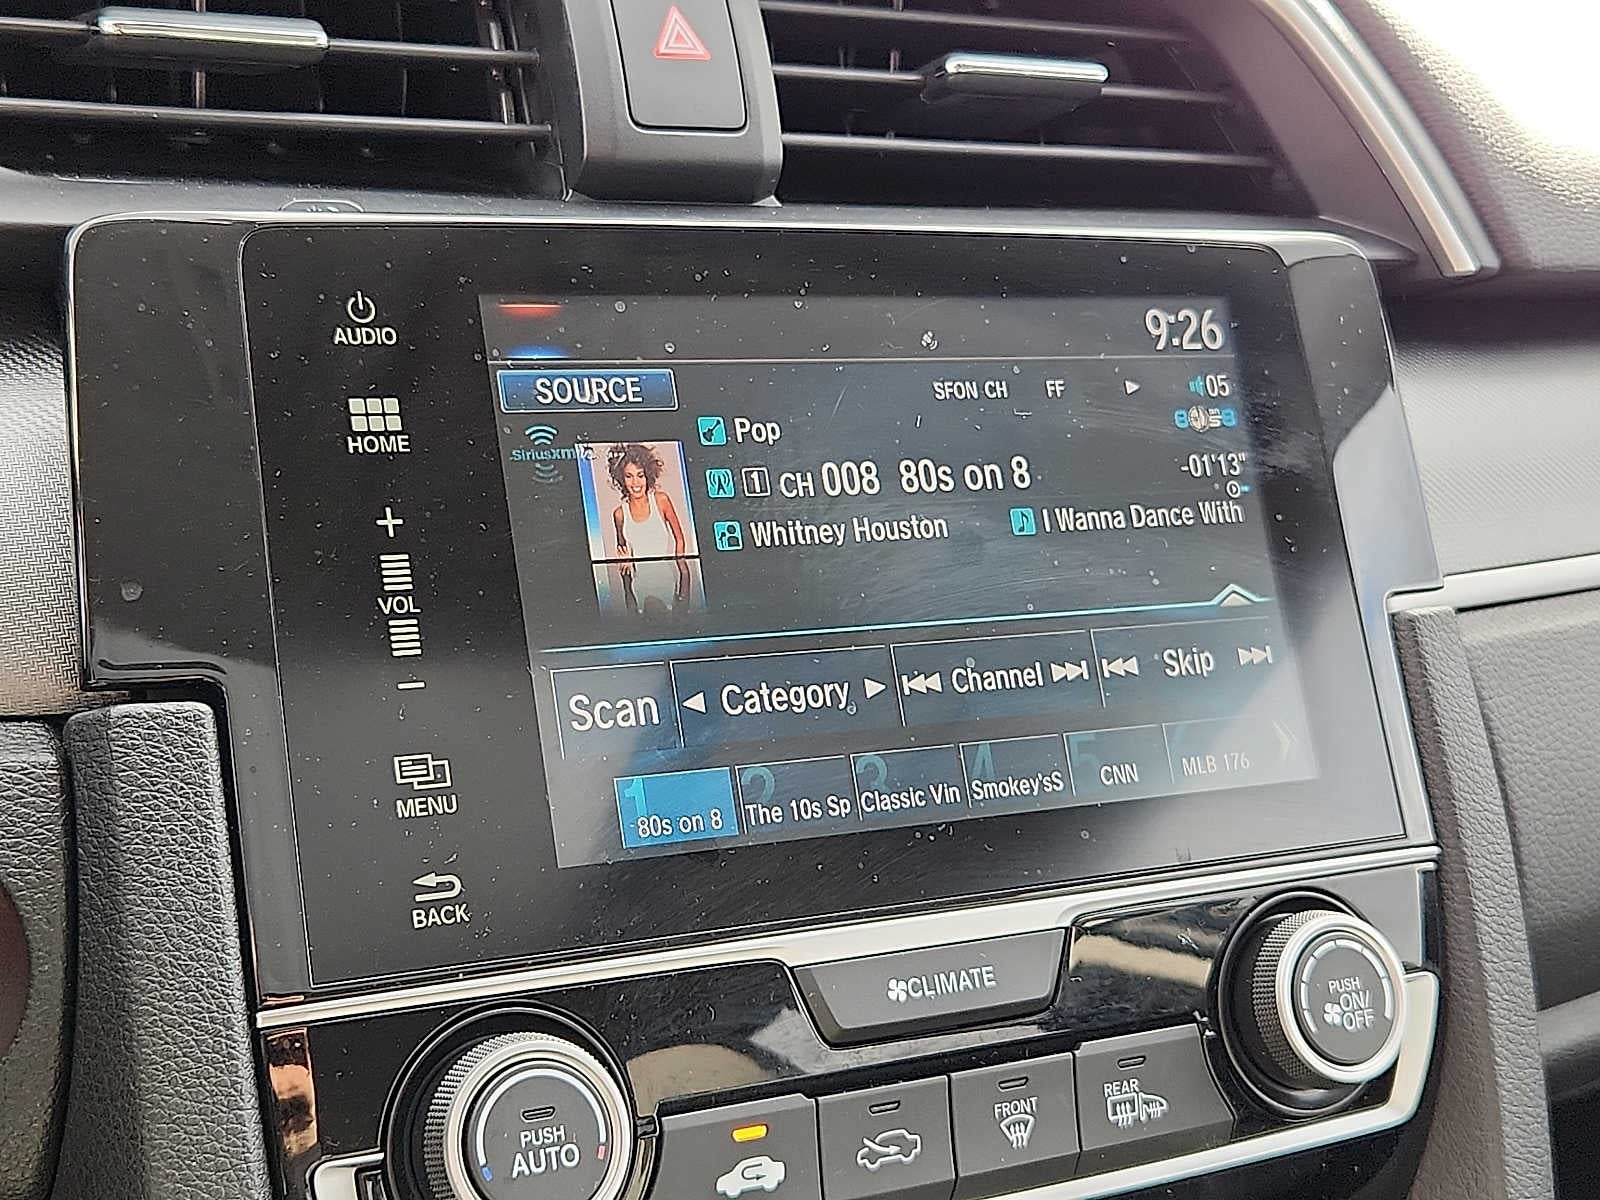 AUDIO
HOME
+
VOL
-
MENU
BACK
9:26
SOURCE
SFON CH FF 05
siriusxm
Pop
1 CH 008 80s on 8
-01'13"
Whitney Houston
I Wanna Dance With
Scan
Category
Channel
Skip
1 80s on 8
2 The 10s Sp
3 Classic Vin
4 Smokey'sS
5 CNN
MLB 176
CLIMATE
PUSH
AUTO
FRONT
REAR
PUSH
ON/
OFF